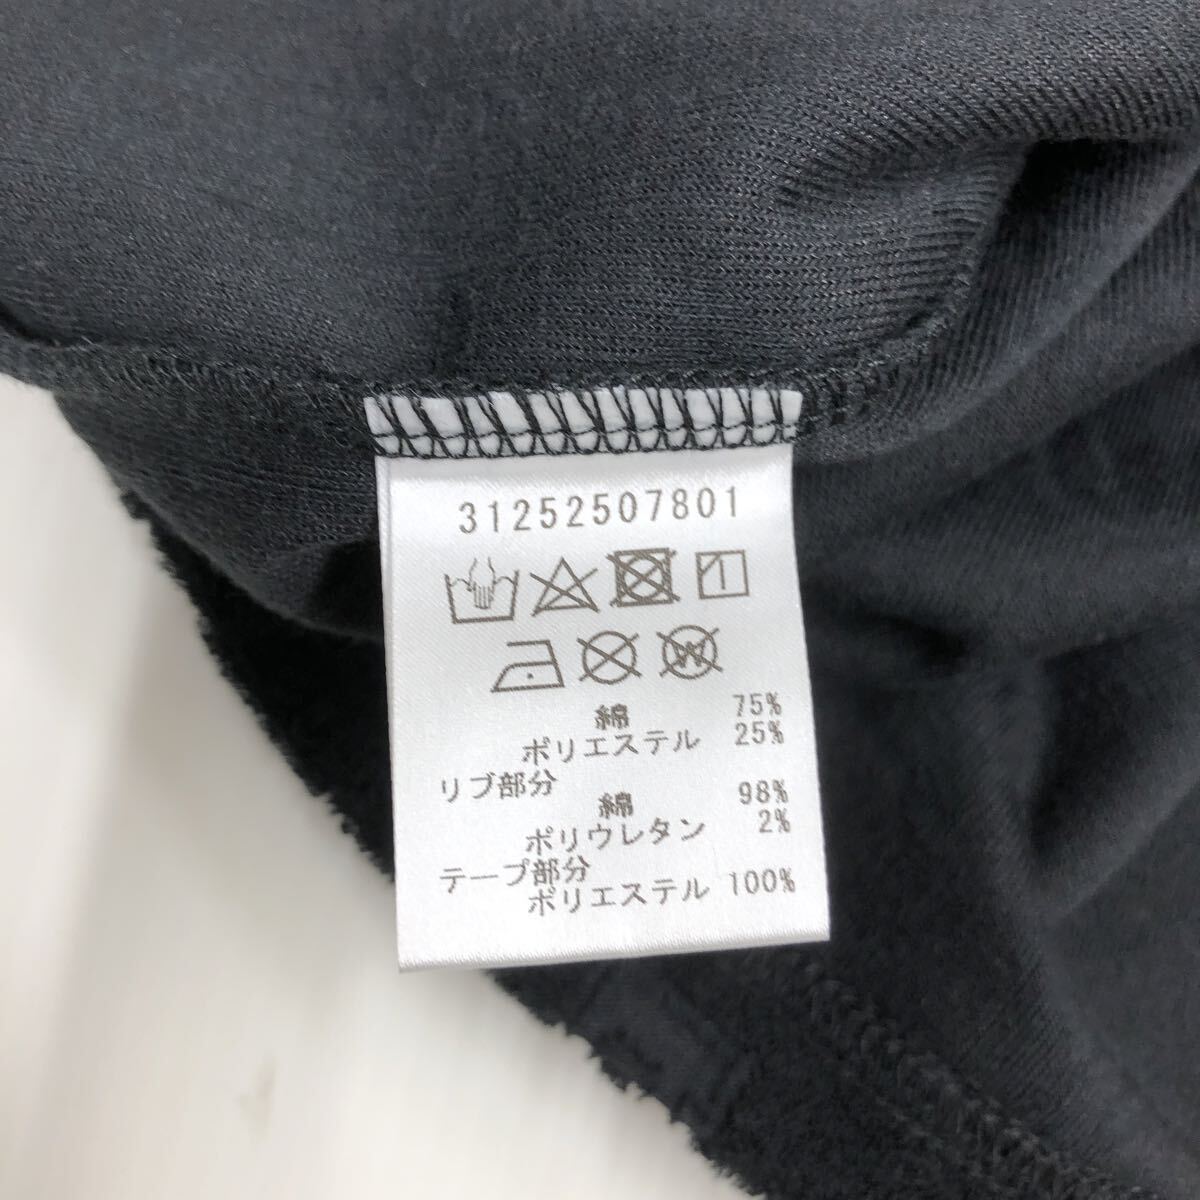 31252507801
綿 75%
ポリエステル 25%
リブ部分
綿 98%
ポリウレタン 2%
テープ部分
ポリエステル 100%